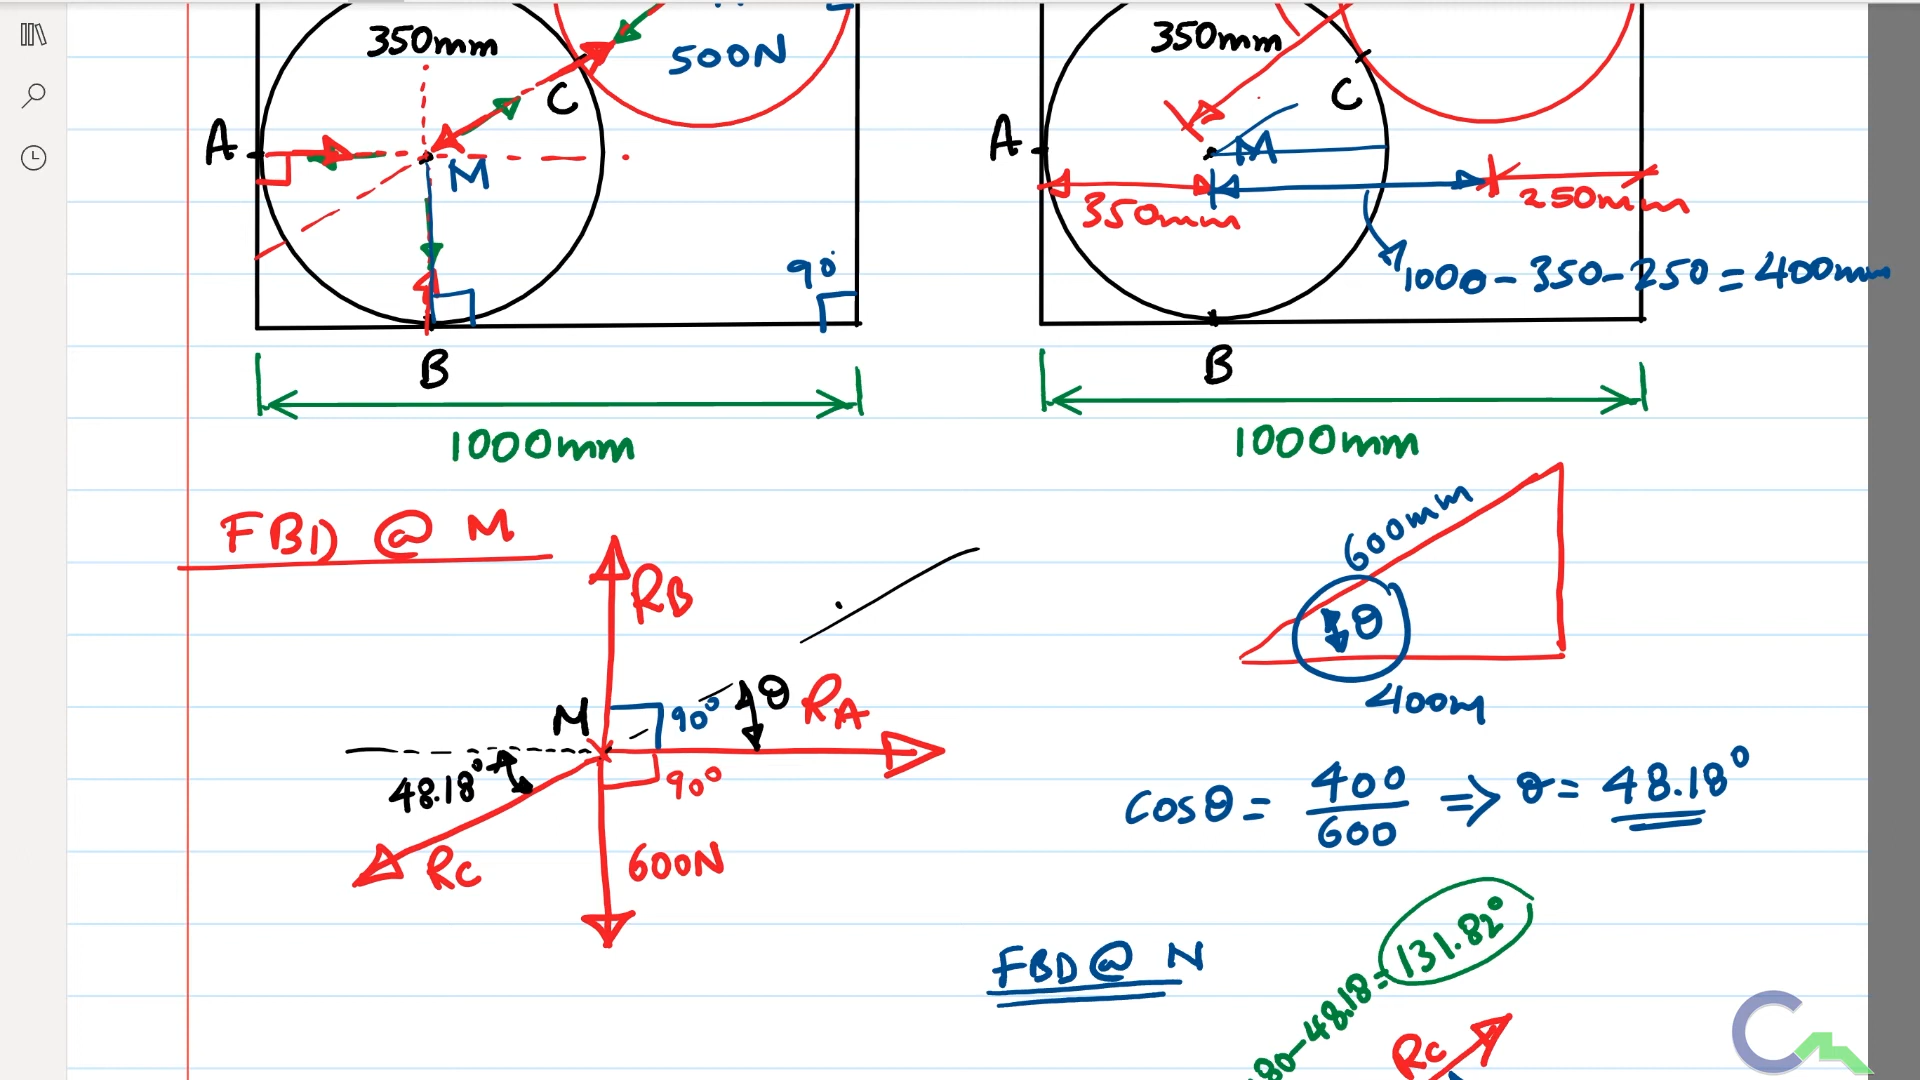 350mm
500N
C
A
M
90°
B
1000mm
350mm
C
A
M
350mm
250mm
1000-350-250=400mm
B
1000mm
FBD @ M
RB
M
90°
θ
RA
48.18°
90°
RC
600N
600mm
θ
400m
cosθ = 400/600 => θ = 48.18°
FBD @ N
80-48.18=131.82°
RC